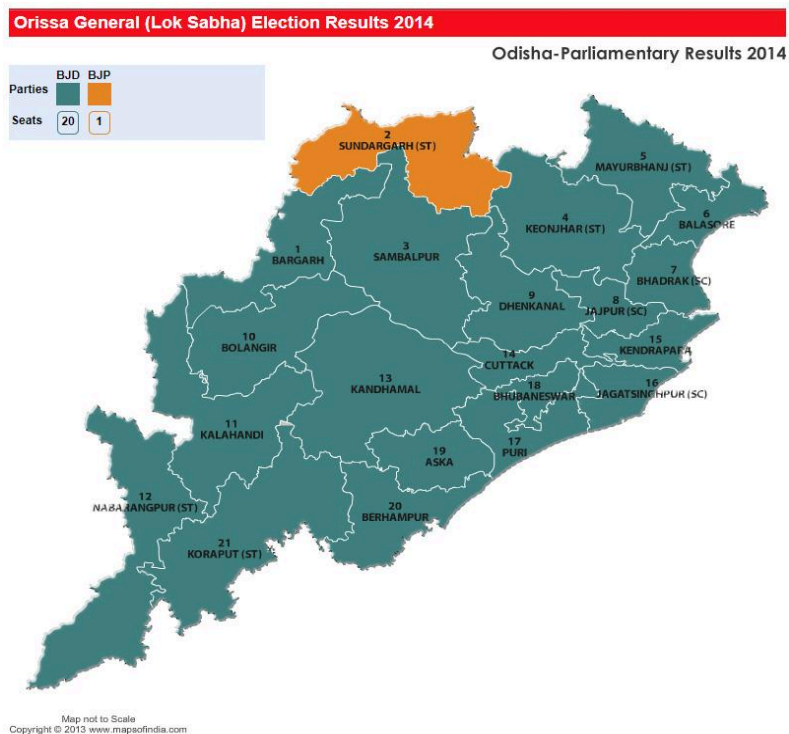 Orissa General (Lok Sabha) Election Results 2014
Odisha-Parliamentary Results 2014
BJD BJP
Parties
Seats 20 1
2
SUNDARGARH (ST)
5
MAYURBHANJ (ST)
4
KEONJHAR (ST)
6
BALASORE
1
BARGARH
3
SAMBALPUR
7
BHADRAK (SC)
9
DHENKANAL
8
JAJPUR (SC)
10
BOLANGIR
15
KENDRAPARA
14
CUTTACK
13
KANDHAMAL
18
BHUBANESWAR
16
JAGATSINGHPUR (SC)
11
KALAHANDI
17
PURI
19
ASKA
12
NABARANGPUR (ST)
20
BERHAMPUR
21
KORAPUT (ST)
Map not to Scale
Copyright © 2013 www.mapsofindia.com